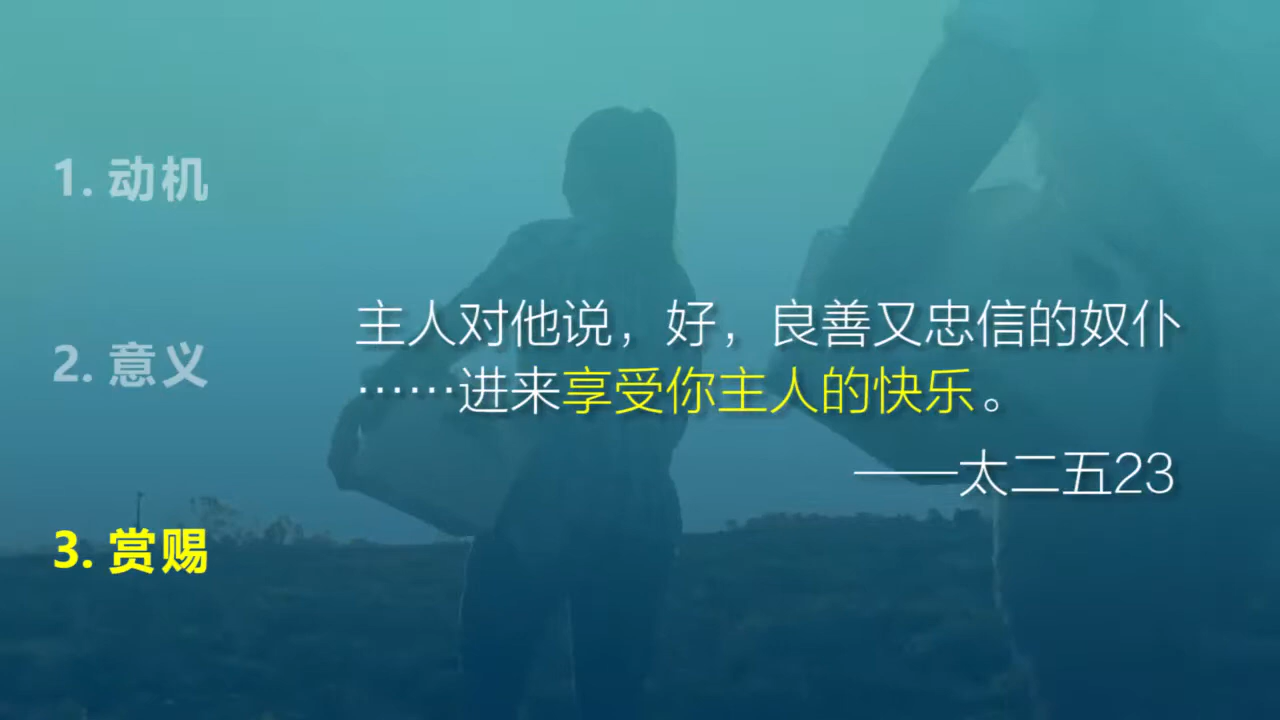 1. 动机
2. 意义
3. 赏赐
主人对他说，好，良善又忠信的奴仆
……进来享受你主人的快乐。
——太二五23